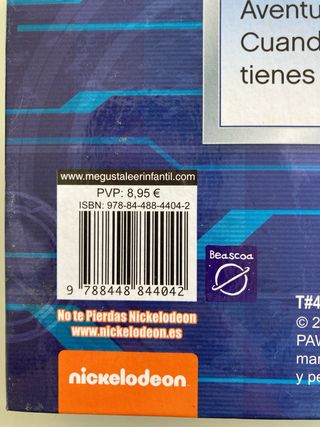 Aventu
Cuand
tienes
www.megustaleerinfantil.com
PVP: 8,95 €
ISBN: 978-84-488-4404-2
9 788448 844042
Beascoa
No te Pierdas Nickelodeon
www.nickelodeon.es
nickelodeon
T#4
© 2
PAW
mar
y pe